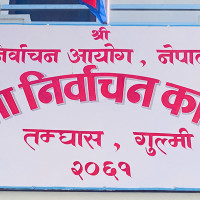 श्री
निर्वाचन आयोग , नेपाल
निर्वाचन का
तम्घास , गुल्मी
२०६१